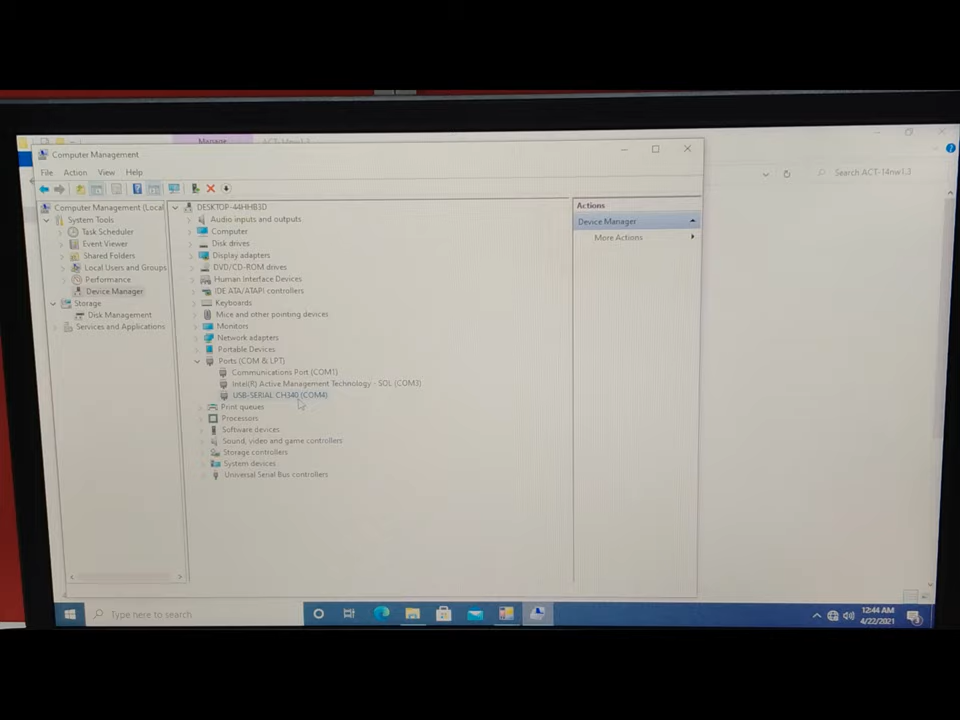 Manage
Computer Management
File Action View Help
Search ACT-14nw1.3
Computer Management (Local
System Tools
Task Scheduler
Event Viewer
Shared Folders
Local Users and Groups
Performance
Device Manager
Storage
Disk Management
Services and Applications
DESKTOP-44HHB3D
Audio inputs and outputs
Computer
Disk drives
Display adapters
DVD/CD-ROM drives
Human Interface Devices
IDE ATA/ATAPI controllers
Keyboards
Mice and other pointing devices
Monitors
Network adapters
Portable Devices
Ports (COM & LPT)
Communications Port (COM1)
Intel(R) Active Management Technology - SOL (COM3)
USB-SERIAL CH340 (COM4)
Print queues
Processors
Software devices
Sound, video and game controllers
Storage controllers
System devices
Universal Serial Bus controllers
Actions
Device Manager
More Actions
Type here to search
12:44 AM
4/22/2021